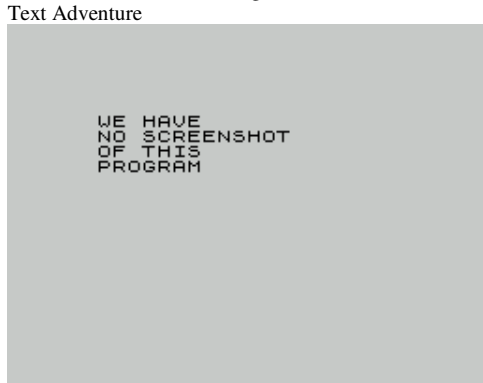 Text Adventure
WE HAVE
NO SCREENSHOT
OF THIS
PROGRAM